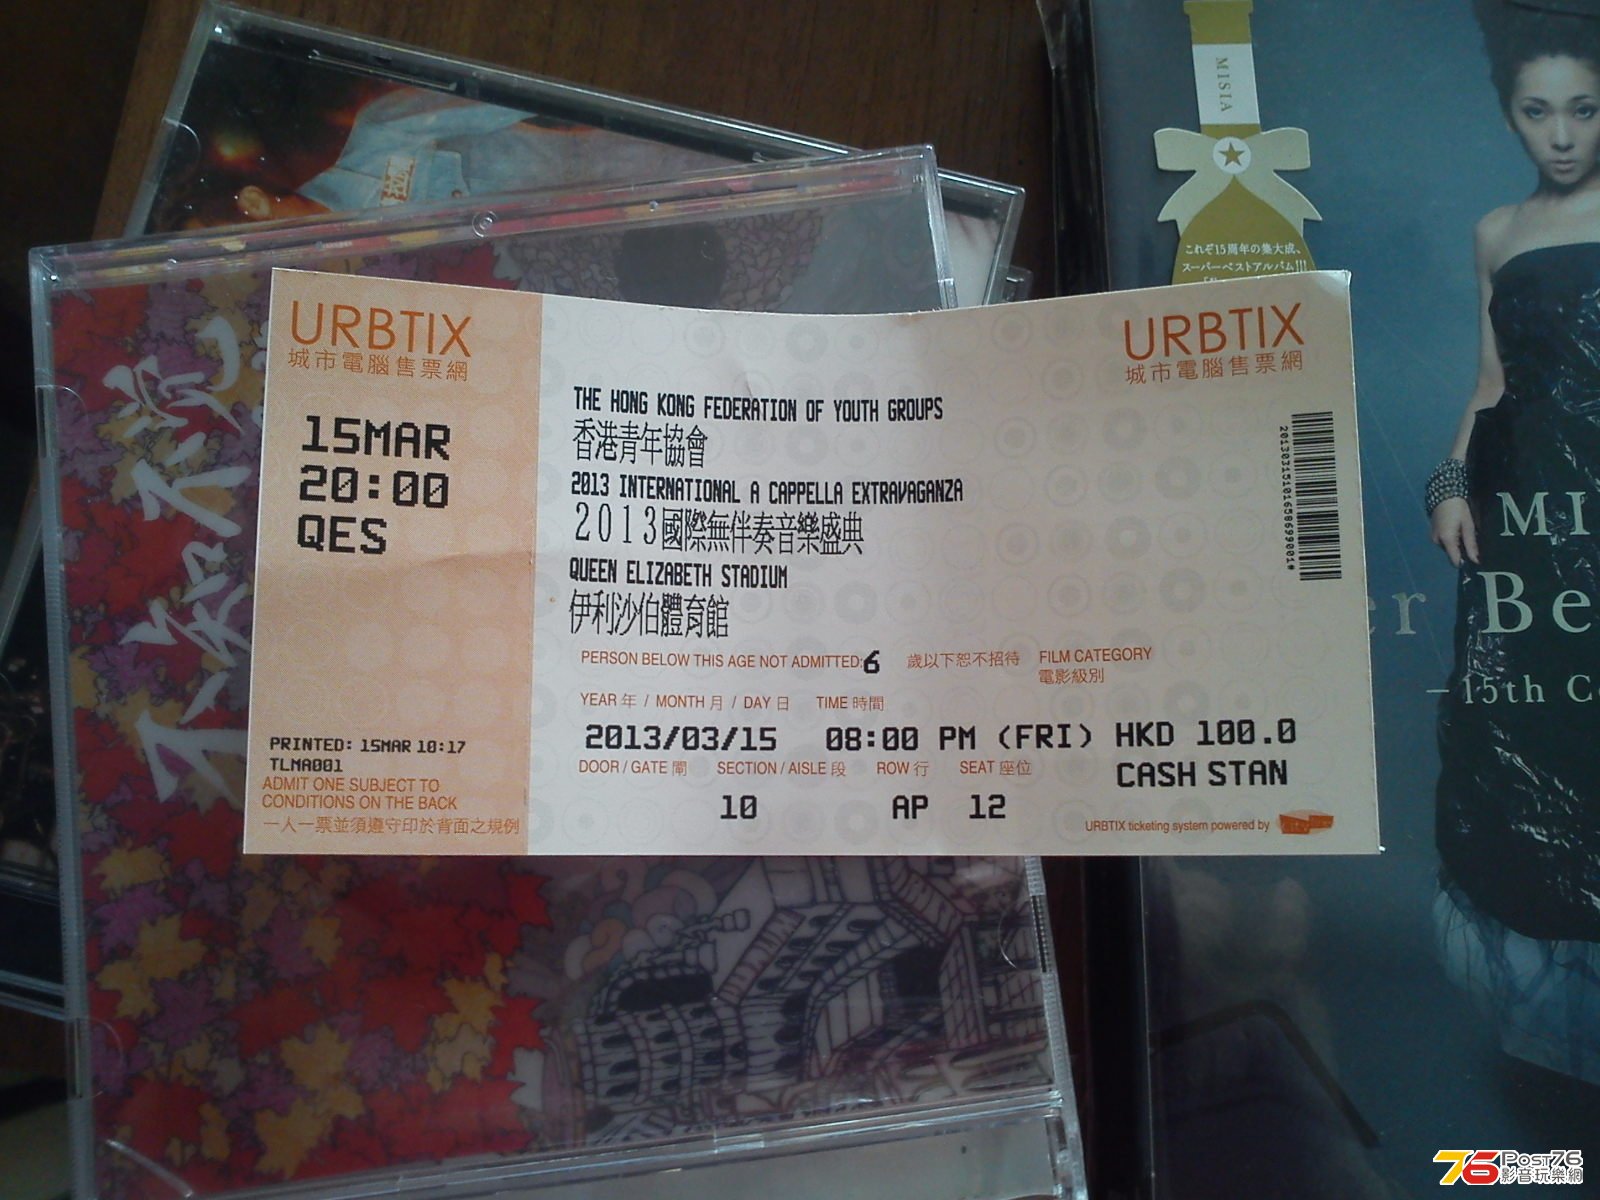 URBTIX
城市電腦售票網
15MAR
20:00
QES
PRINTED: 15MAR 10:17
TLMA001
ADMIT ONE SUBJECT TO
CONDITIONS ON THE BACK
一人一票並須遵守印於背面之規例
URBTIX
城市電腦售票網
THE HONG KONG FEDERATION OF YOUTH GROUPS
香港青年協會
2013 INTERNATIONAL A CAPPELLA EXTRAVAGANZA
2013國際無伴奏音樂盛典
QUEEN ELIZABETH STADIUM
伊利沙伯體育館
PERSON BELOW THIS AGE NOT ADMITTED:6 歲以下恕不招待 FILM CATEGORY
電影級別
YEAR 年 / MONTH 月 / DAY 日 TIME 時間
2013/03/15 08:00 PM (FRI) HKD 100.0
DOOR / GATE 閘 SECTION / AISLE 段 ROW 行 SEAT 座位 CASH STAN
10 AP 12
URBTIX ticketing system powered by
MISIA
これぞ15周年の集大成、
スーパーベストアルバム!!!
MI
er Be
-15th C
不知不覺
76 Post76
影音玩樂網